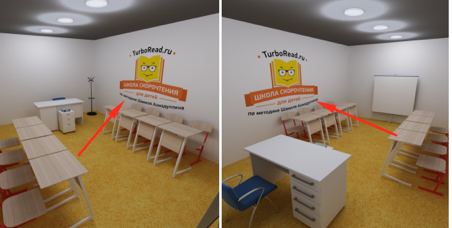 TurboRead.ru
ШКОЛА СКОРОЧТЕНИЯ
для детей
По методике Шамиля Ахмадуллина
TurboRead.ru
ШКОЛА СКОРОЧТЕНИЯ
для детей
По методике Шамиля Ахмадуллина